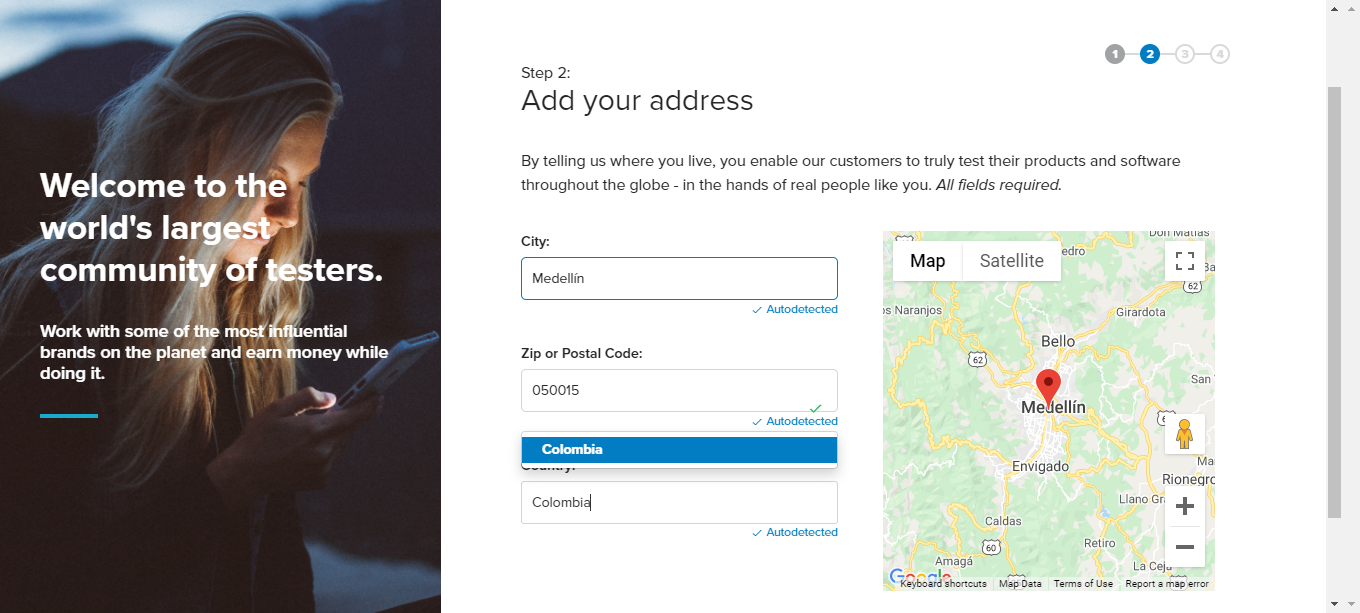 Welcome to the
world's largest
community of testers.
Work with some of the most influential
brands on the planet and earn money while
doing it.
1
2
3
4
Step 2:
Add your address
By telling us where you live, you enable our customers to truly test their products and software
throughout the globe - in the hands of real people like you. All fields required.
City:
Medellín
Autodetected
Zip or Postal Code:
050015
Autodetected
Colombia
Country:
Colombia
Autodetected
Map
Satellite
Don Matías
edro
62
os Naranjos
Girardota
Bello
62
San
Medellín
Envigado
Ma
Rionegro
Llano Gra
Caldas
60
Retiro
Amagá
La Ceja
Google
Keyboard shortcuts
Map Data
Terms of Use
Report a map error